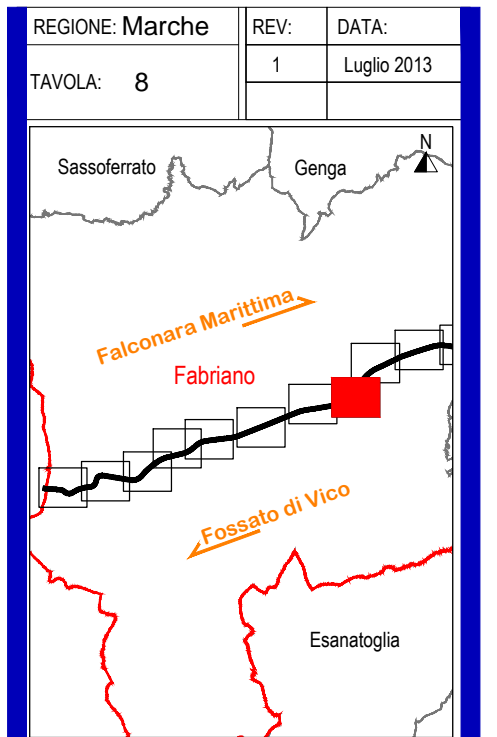 REGIONE: Marche
REV:
DATA:
TAVOLA: 8
1
Luglio 2013
N
Sassoferrato
Genga
Falconara Marittima
Fabriano
Fossato di Vico
Esanatoglia